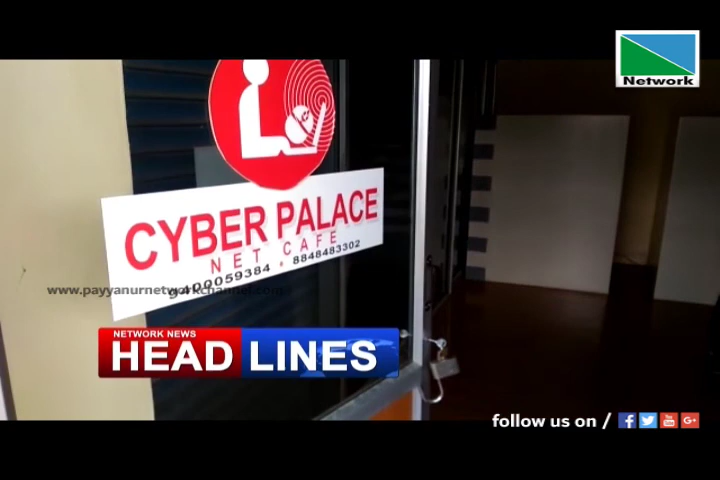 Network
CYBER PALACE
NET CAFE
9400059384 • 8848483302
www.payyanurnetworkchannel.com
NETWORK NEWS
HEAD LINES
follow us on /